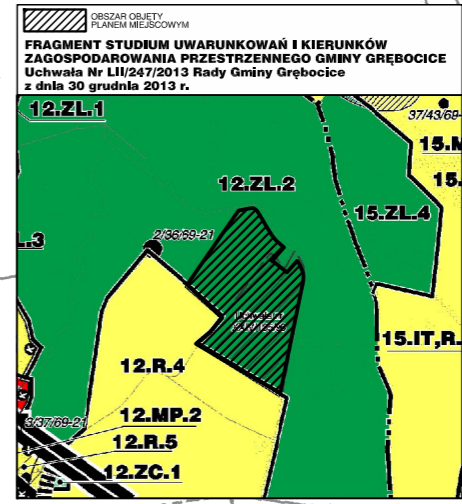 OBSZAR OBJĘTY
PLANEM MIEJSCOWYM
FRAGMENT STUDIUM UWARUNKOWAŃ I KIERUNKÓW
ZAGOSPODAROWANIA PRZESTRZENNEGO GMINY GRĘBOCICE
Uchwała Nr LII/247/2013 Rady Gminy Grębocice
z dnia 30 grudnia 2013 r.
12.ZL.1
37/43/69-
15.
12.ZL.2
15.
15.ZL.4
L.3
2/36/69-21
15.IT,R.
12.R.4
K
K
3/37/69-21
12.MP.2
12.R.5
12.ZC.1